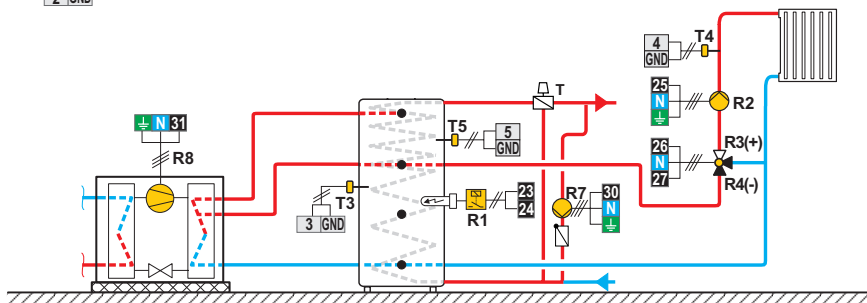 2 GND
4
GND
T4
25
N
R2
T
26
N
27
R3(+)
R4(-)
N 31
R8
T5
5
GND
T3
3 GND
R1
23
24
R7
30
N